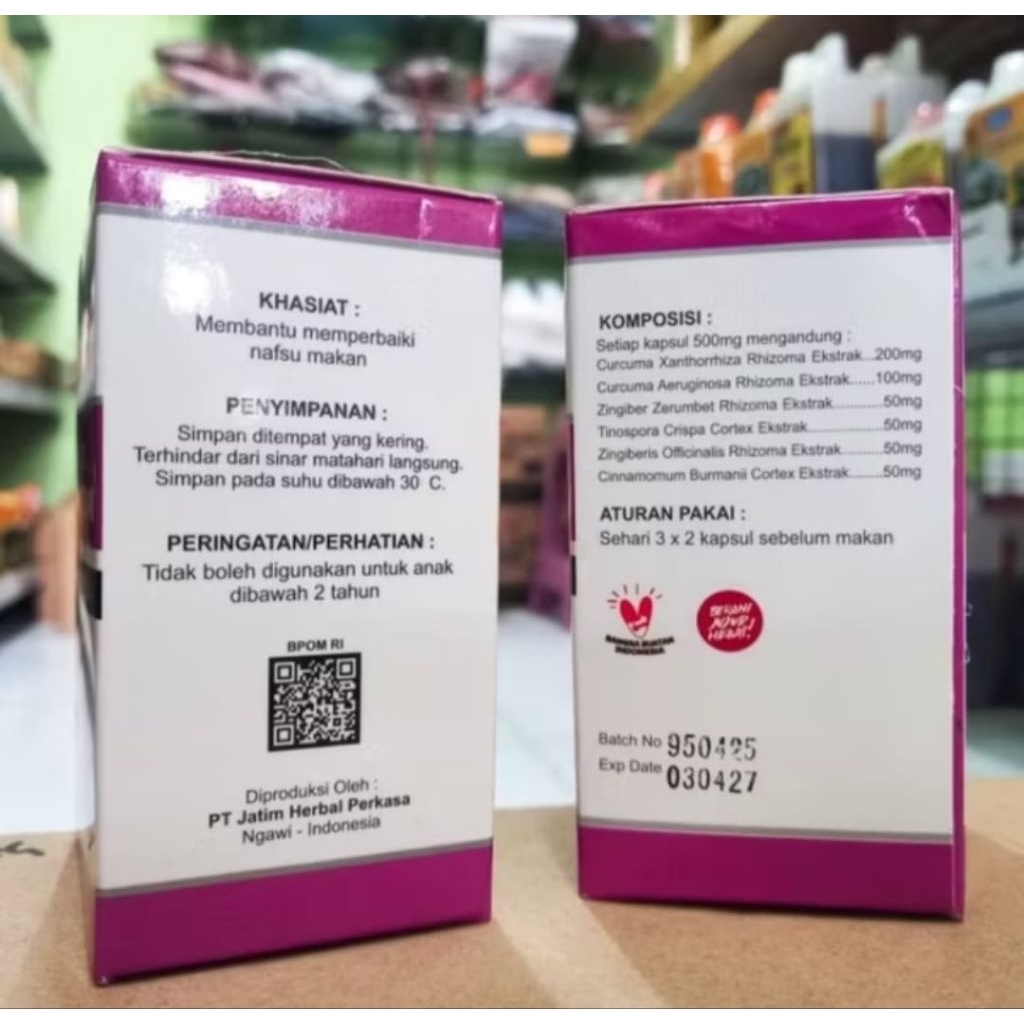 KHASIAT :
Membantu memperbaiki
nafsu makan
PENYIMPANAN :
Simpan ditempat yang kering.
Terhindar dari sinar matahari langsung.
Simpan pada suhu dibawah 30 C.
PERINGATAN/PERHATIAN :
Tidak boleh digunakan untuk anak
dibawah 2 tahun
BPOM RI
Diproduksi Oleh :
PT Jatim Herbal Perkasa
Ngawi - Indonesia
KOMPOSISI :
Setiap kapsul 500mg mengandung :
Curcuma Xanthorrhiza Rhizoma Ekstrak...200mg
Curcuma Aeruginosa Rhizoma Ekstrak......100mg
Zingiber Zerumbet Rhizoma Ekstrak............50mg
Tinospora Crispa Cortex Ekstrak..................50mg
Zingiberis Officinalis Rhizoma Ekstrak..........50mg
Cinnamomum Burmanii Cortex Ekstrak........50mg
ATURAN PAKAI :
Sehari 3 x 2 kapsul sebelum makan
BANGGA BUATAN
INDONESIA
Batch No 950425
Exp Date 030427